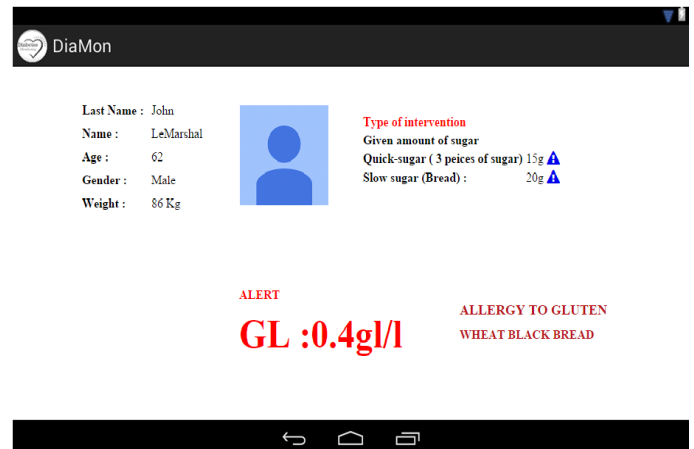 DiaMon
Last Name : John
Name : LeMarshal
Age : 62
Gender : Male
Weight : 86 Kg
Type of intervention
Given amount of sugar
Quick-sugar ( 3 peices of sugar) 15g
Slow sugar (Bread) : 20g
ALERT
GL :0.4gl/l
ALLERGY TO GLUTEN
WHEAT BLACK BREAD